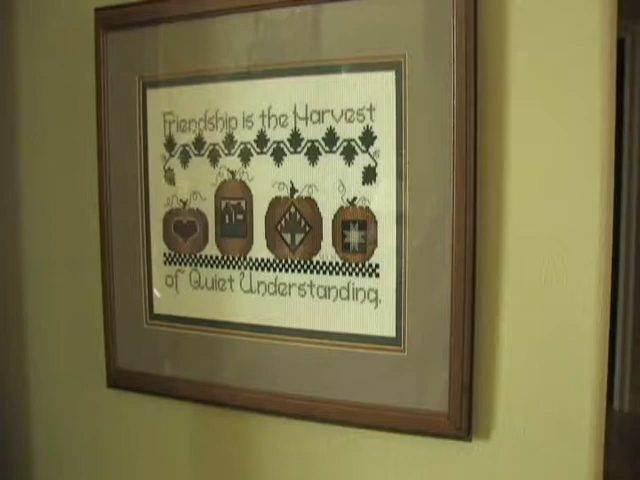 Friendship is the Harvest
of Quiet Understanding.